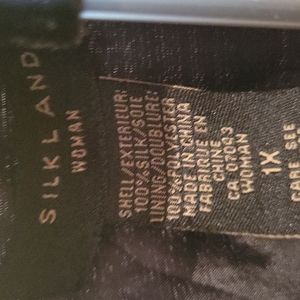 SILKLAND
WOMAN
SHELL/EXTERIEUR:
100%SILK/SOIE
LINING/DOUBLURE:
100%POLYESTER
MADE IN CHINA
FABRIQUE EN
CHINE
CA 07043
WOMAN
1X
CARE SEE